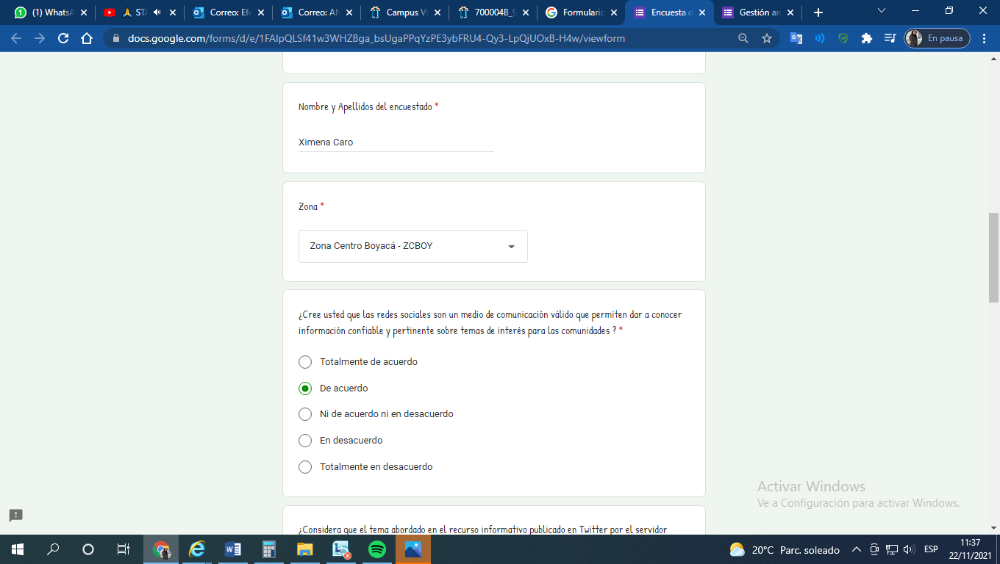 (1) WhatsA
STA
Correo: Efe
Correo: AN
Campus Vi
700004B_9
Formulario
Encuesta d
Gestión an
docs.google.com/forms/d/e/1FAIpQLSf41w3WHZBga_bsUgaPPqYzPE3ybFRU4-Qy3-LpQjUOxB-H4w/viewform
En pausa
Nombre y Apellidos del encuestado *
Ximena Caro
Zona *
Zona Centro Boyacá - ZCBOY
¿Cree usted que las redes sociales son un medio de comunicación válido que permiten dar a conocer
información confiable y pertinente sobre temas de interés para las comunidades ? *
Totalmente de acuerdo
De acuerdo
Ni de acuerdo ni en desacuerdo
En desacuerdo
Totalmente en desacuerdo
¿Considera que el tema abordado en el recurso informativo publicado en Twitter por el servidor
Activar Windows
Ve a Configuración para activar Windows.
20°C Parc. soleado
ESP
11:37
22/11/2021